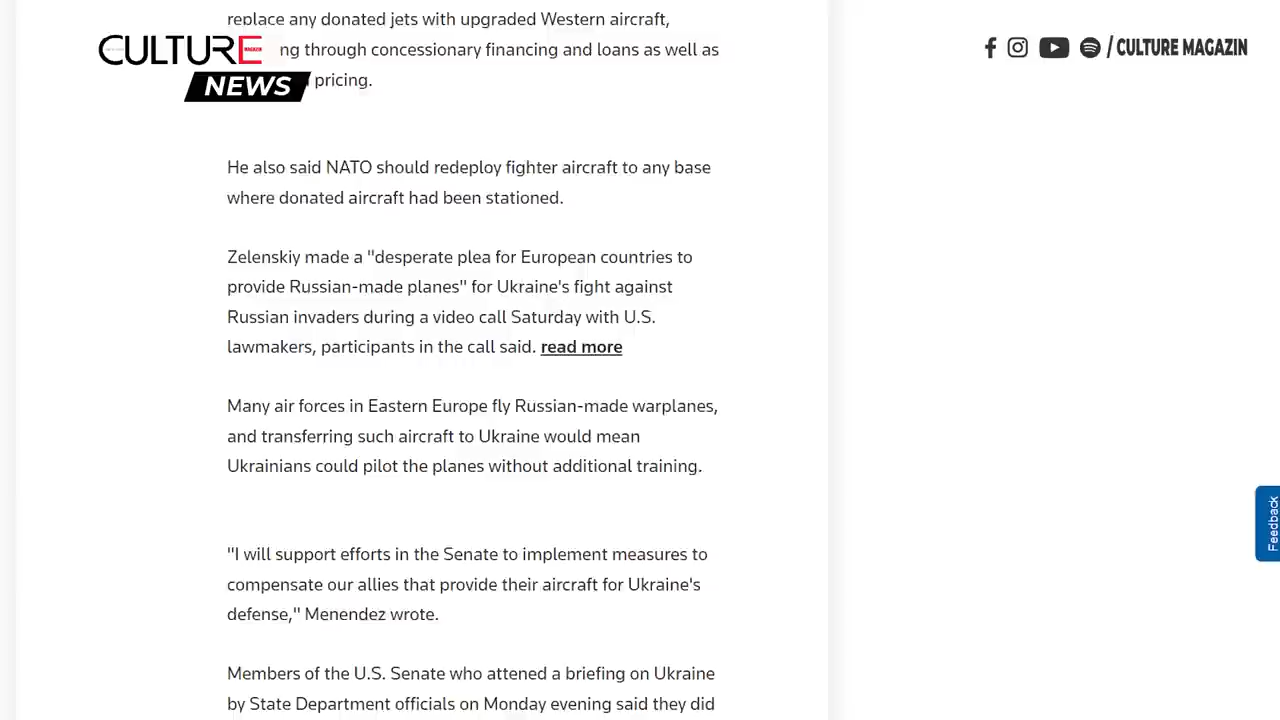 replace any donated jets with upgraded Western aircraft,
CULTURE
ng through concessionary financing and loans as well as
/ CULTURE MAGAZIN
NEWS
pricing.
He also said NATO should redeploy fighter aircraft to any base
where donated aircraft had been stationed.
Zelenskiy made a "desperate plea for European countries to
provide Russian-made planes" for Ukraine's fight against
Russian invaders during a video call Saturday with U.S.
lawmakers, participants in the call said. read more
Many air forces in Eastern Europe fly Russian-made warplanes,
and transferring such aircraft to Ukraine would mean
Ukrainians could pilot the planes without additional training.
Feedback
"I will support efforts in the Senate to implement measures to
compensate our allies that provide their aircraft for Ukraine's
defense," Menendez wrote.
Members of the U.S. Senate who attened a briefing on Ukraine
by State Department officials on Monday evening said they did